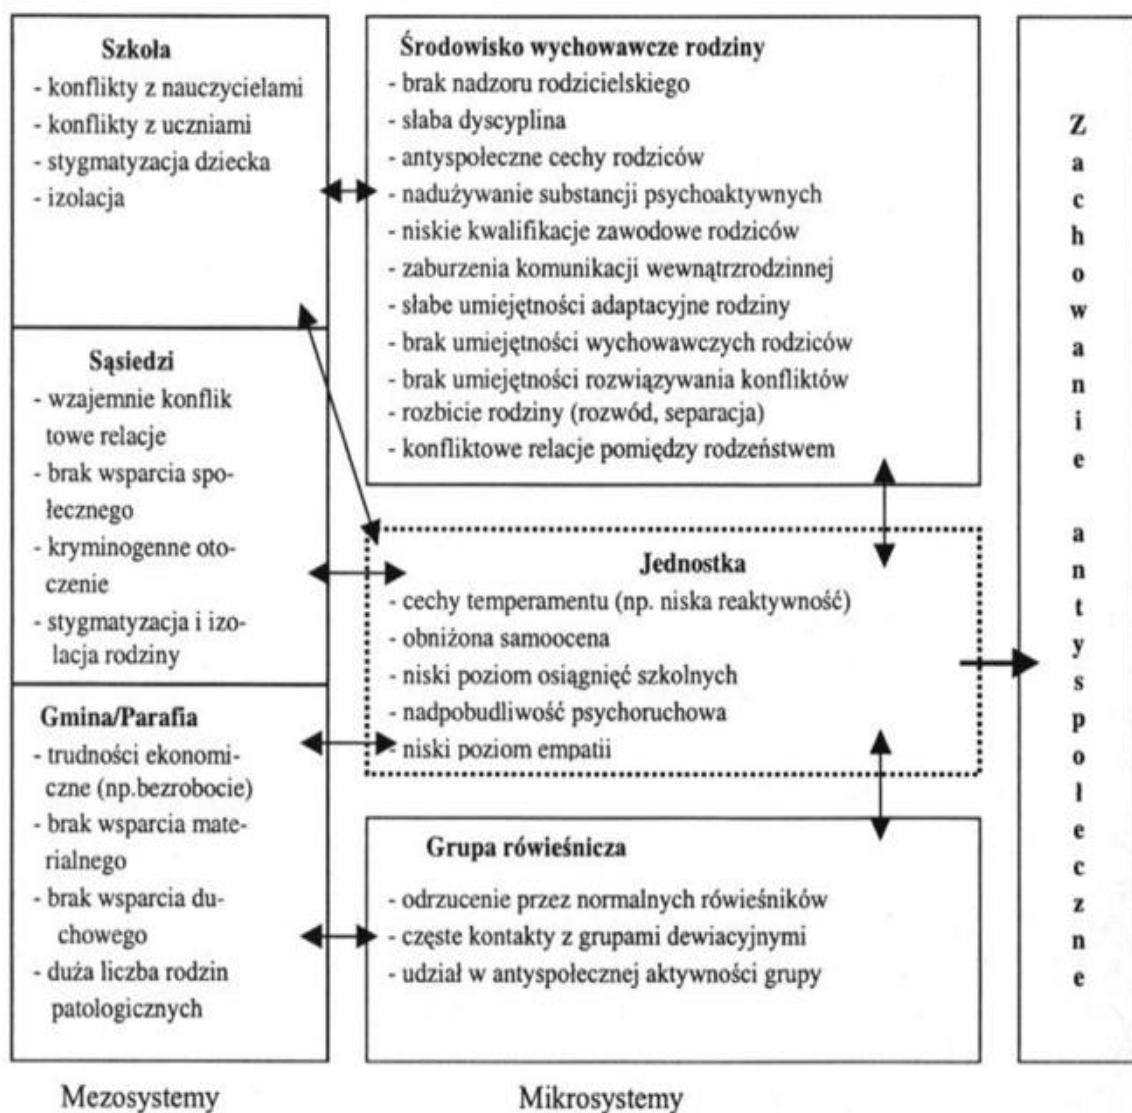 Szkoła
- konflikty z nauczycielami
- konflikty z uczniami
- stygmatyzacja dziecka
- izolacja
Sąsiedzi
- wzajemnie konflik
towe relacje
- brak wsparcia spo-
łecznego
- kryminogenne oto-
czenie
- stygmatyzacja i izo-
lacja rodziny
Gmina/Parafia
- trudności ekonomi-
czne (np.bezrobocie)
- brak wsparcia mate-
rialnego
- brak wsparcia du-
chowego
- duża liczba rodzin
patologicznych
Mezosystemy
Środowisko wychowawcze rodziny
- brak nadzoru rodzicielskiego
- słaba dyscyplina
- antyspołeczne cechy rodziców
- nadużywanie substancji psychoaktywnych
- niskie kwalifikacje zawodowe rodziców
- zaburzenia komunikacji wewnątrzrodzinnej
- słabe umiejętności adaptacyjne rodziny
- brak umiejętności wychowawczych rodziców
- brak umiejętności rozwiązywania konfliktów
- rozbicie rodziny (rozwód, separacja)
- konfliktowe relacje pomiędzy rodzeństwem
Jednostka
- cechy temperamentu (np. niska reaktywność)
- obniżona samoocena
- niski poziom osiągnięć szkolnych
- nadpobudliwość psychoruchowa
- niski poziom empatii
Grupa rówieśnicza
- odrzucenie przez normalnych rówieśników
- częste kontakty z grupami dewiacyjnymi
- udział w antyspołecznej aktywności grupy
Mikrosystemy
Zachowanie antyspołeczne